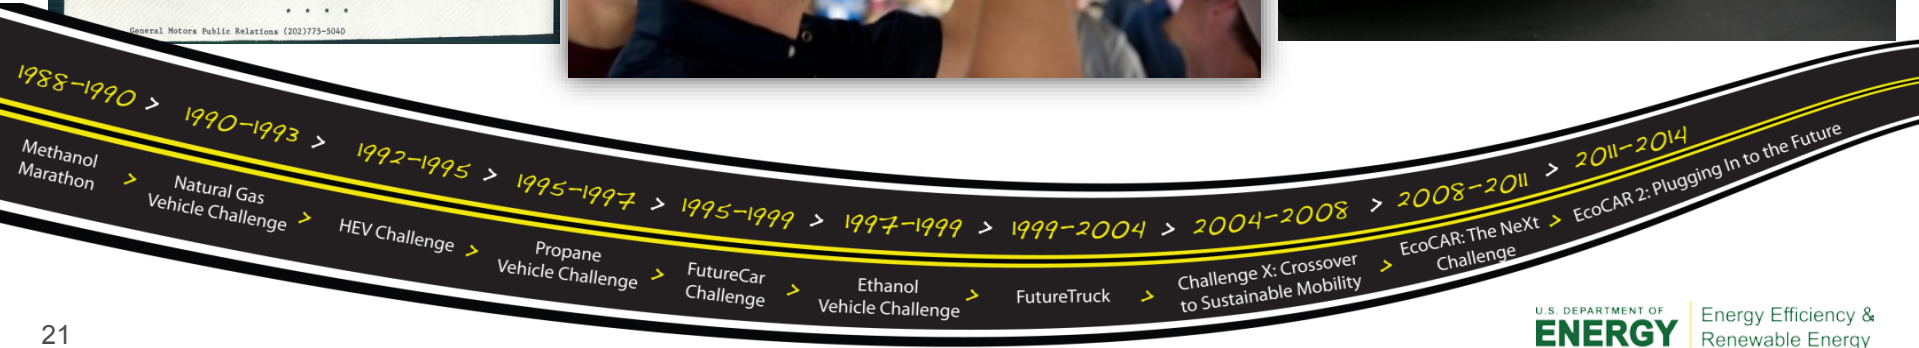 * * * *
General Motors Public Relations (202)775-5040
1988-1990 > 1990-1993 > 1992-1995 > 1995-1997 > 1995-1999 > 1997-1999 > 1999-2004 > 2004-2008 > 2008-2011 > 2011-2014
Methanol
Marathon
>
Natural Gas
Vehicle Challenge
>
HEV Challenge
>
Propane
Vehicle Challenge
>
FutureCar
Challenge
>
Ethanol
Vehicle Challenge
>
FutureTruck
>
Challenge X: Crossover
to Sustainable Mobility
>
EcoCAR: The NeXt
Challenge
>
EcoCAR 2: Plugging In to the Future
21
U.S. DEPARTMENT OF
ENERGY
Energy Efficiency &
Renewable Energy